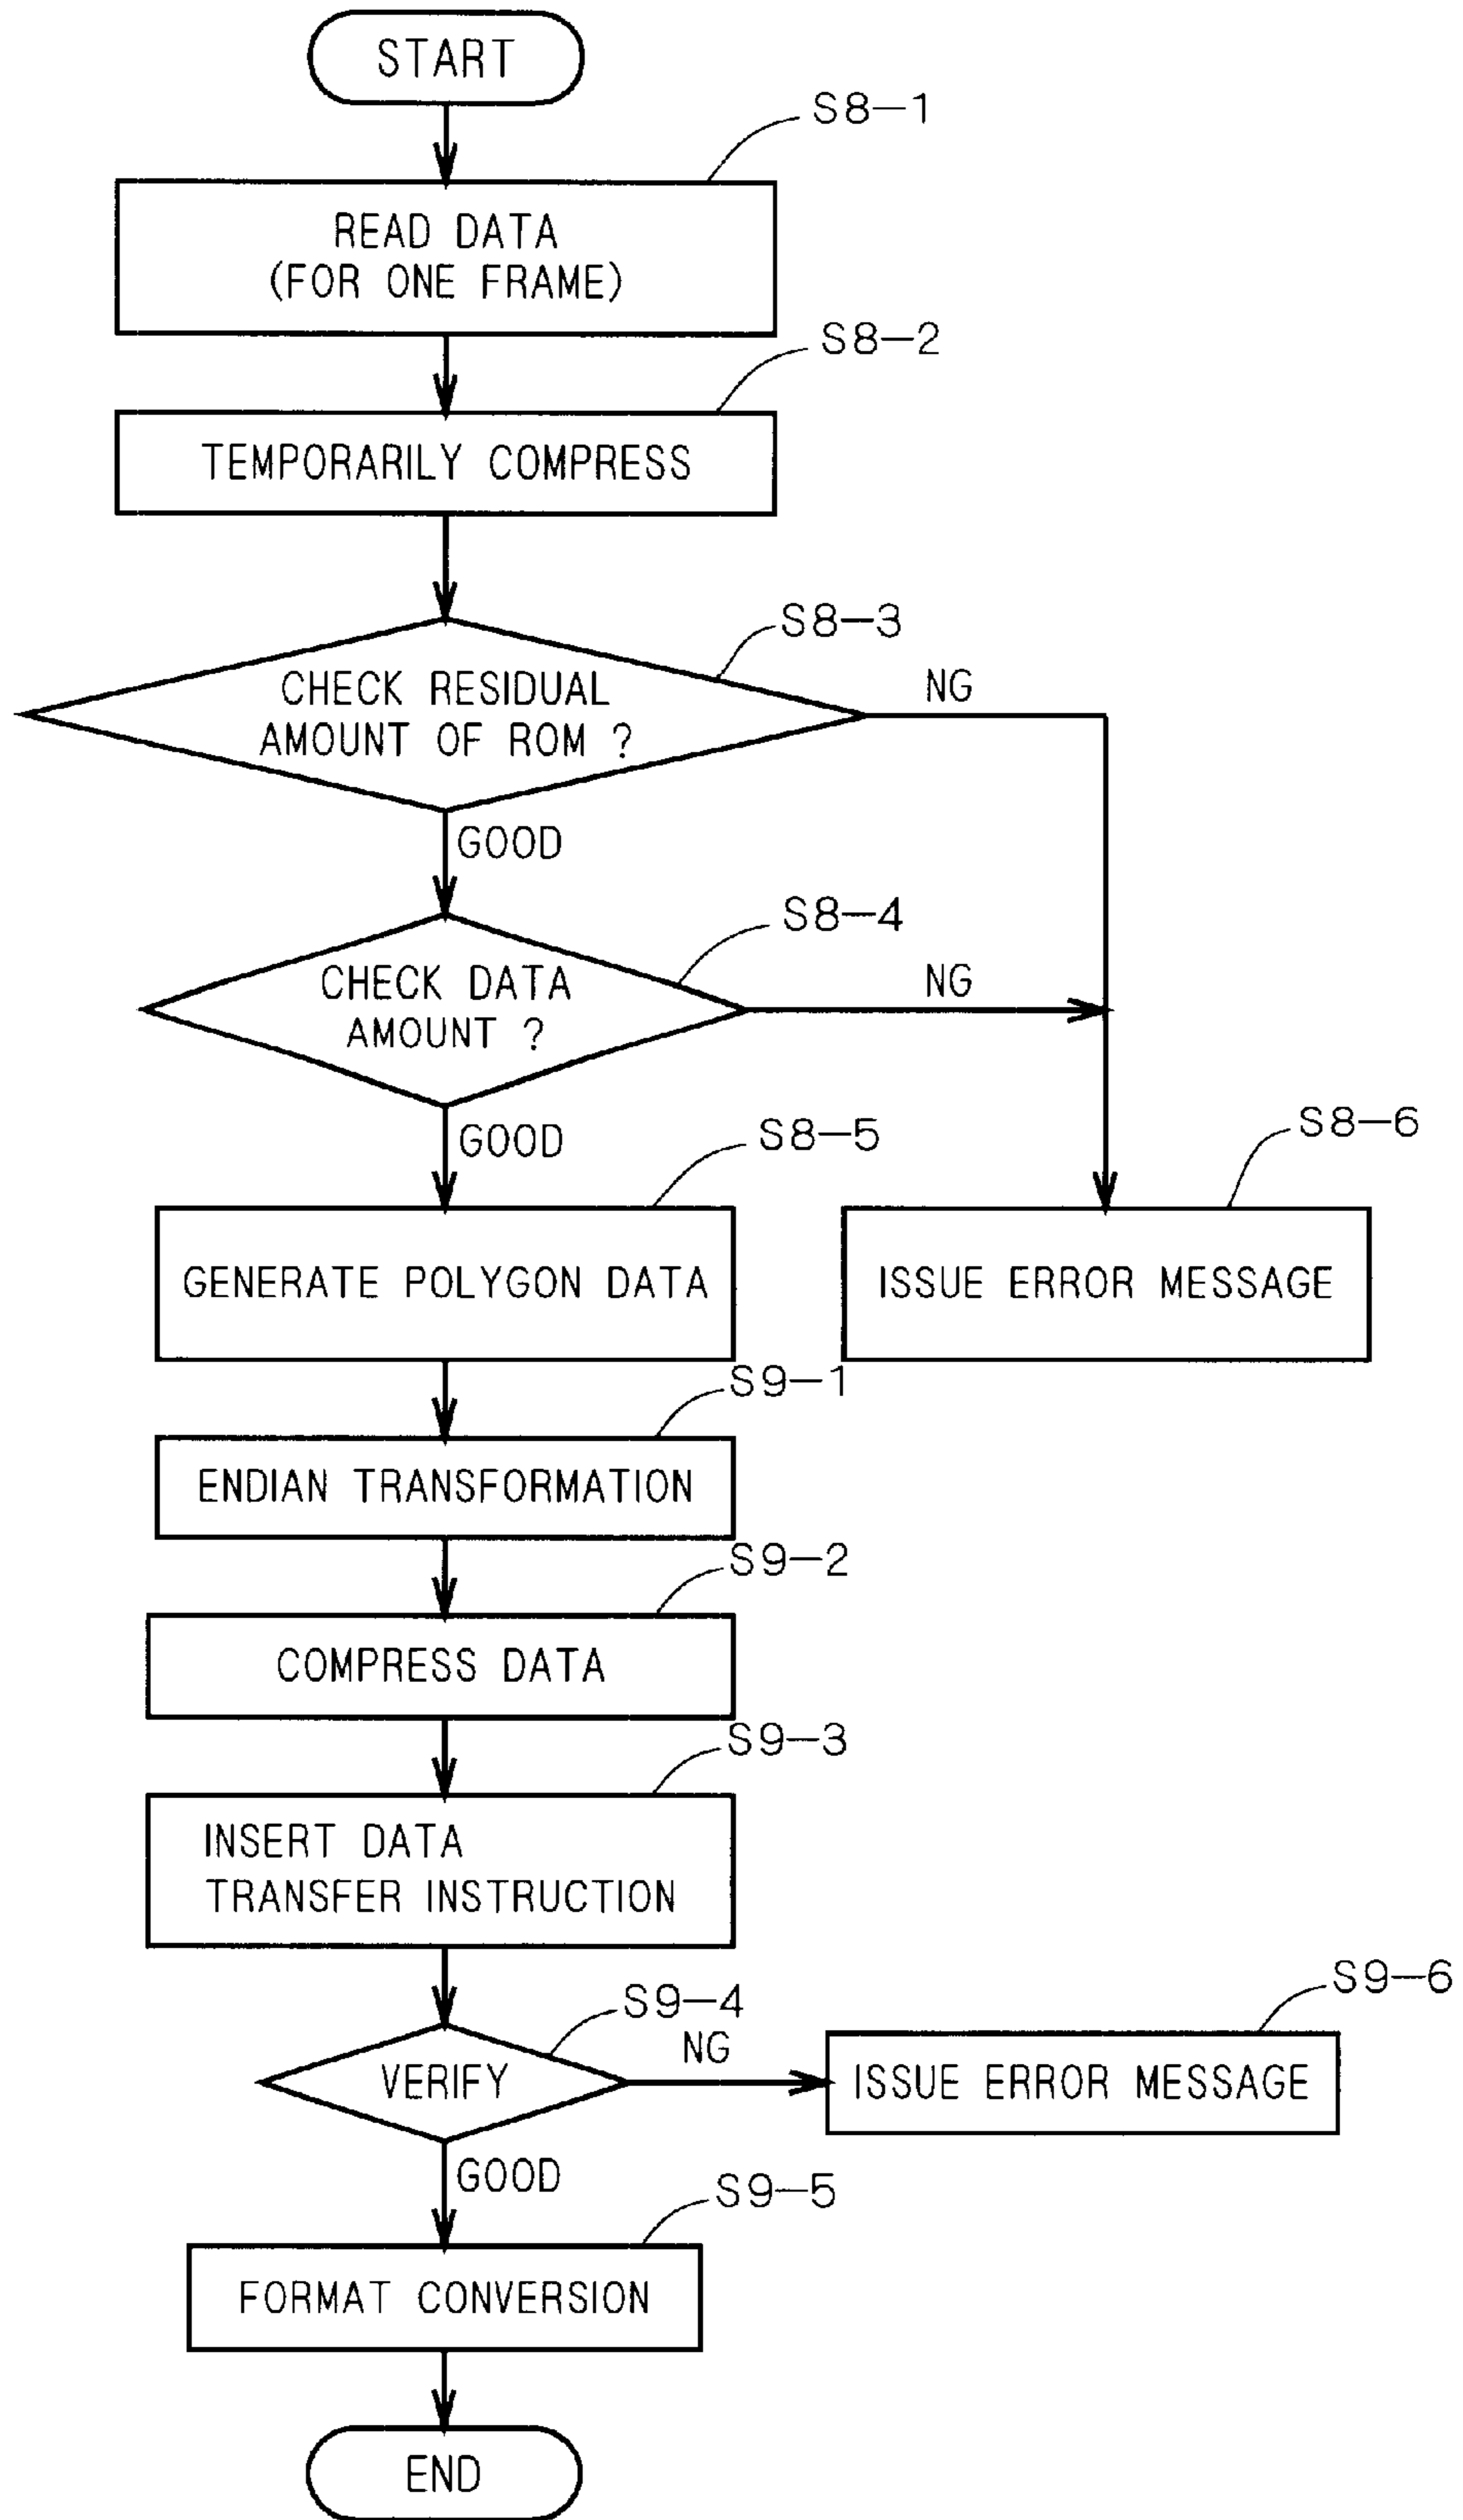 START
S8-1
READ DATA
(FOR ONE FRAME)
S8-2
TEMPORARILY COMPRESS
S8-3
CHECK RESIDUAL
AMOUNT OF ROM ?
NG
GOOD
S8-4
CHECK DATA
AMOUNT ?
NG
GOOD
S8-5
S8-6
GENERATE POLYGON DATA
ISSUE ERROR MESSAGE
S9-1
ENDIAN TRANSFORMATION
S9-2
COMPRESS DATA
S9-3
INSERT DATA
TRANSFER INSTRUCTION
S9-4
S9-6
VERIFY
NG
ISSUE ERROR MESSAGE
GOOD
S9-5
FORMAT CONVERSION
END